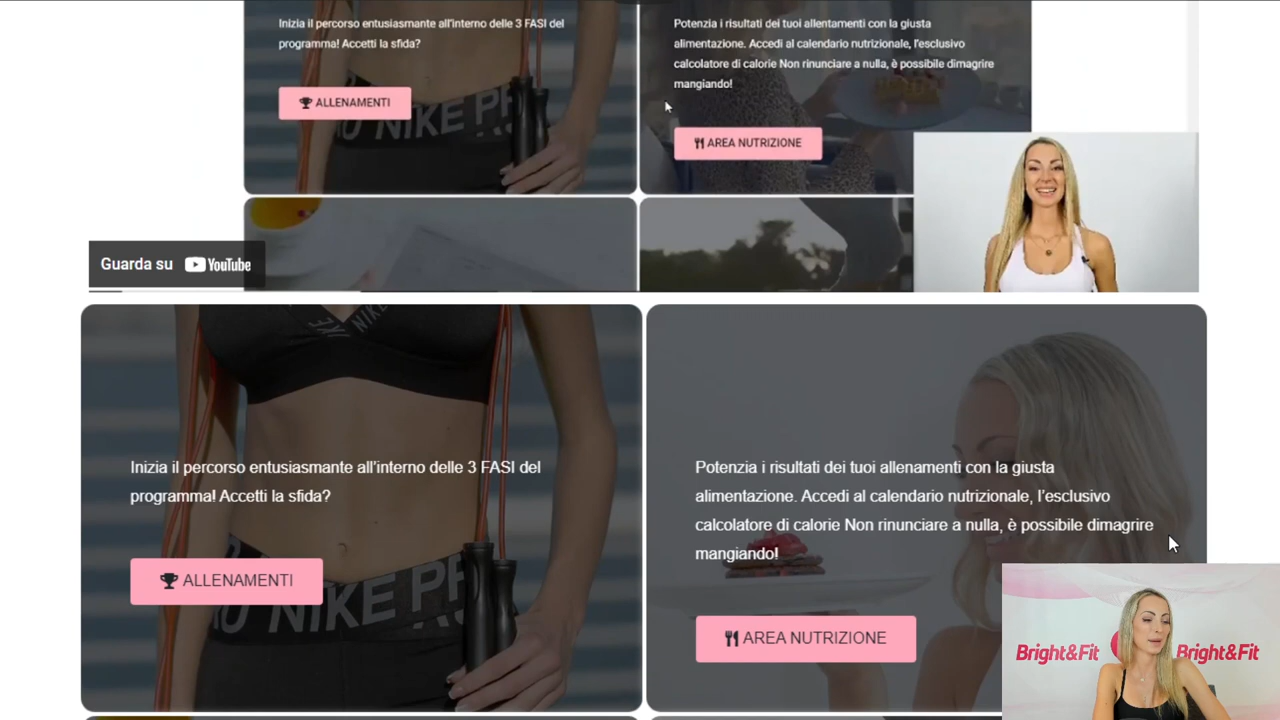 Inizia il percorso entusiasmante all'interno delle 3 FASI del
programma! Accetti la sfida?
ALLENAMENTI
Potenzia i risultati dei tuoi allentamenti con la giusta
alimentazione. Accedi al calendario nutrizionale, l'esclusivo
calcolatore di calorie Non rinunciare a nulla, è possibile dimagrire
mangiando!
AREA NUTRIZIONE
Guarda su YouTube
NIKE
Inizia il percorso entusiasmante all'interno delle 3 FASI del
programma! Accetti la sfida?
ALLENAMENTI
NIKE PR
Potenzia i risultati dei tuoi allenamenti con la giusta
alimentazione. Accedi al calendario nutrizionale, l'esclusivo
calcolatore di calorie Non rinunciare a nulla, è possibile dimagrire
mangiando!
AREA NUTRIZIONE
Bright&Fit
Bright&Fit